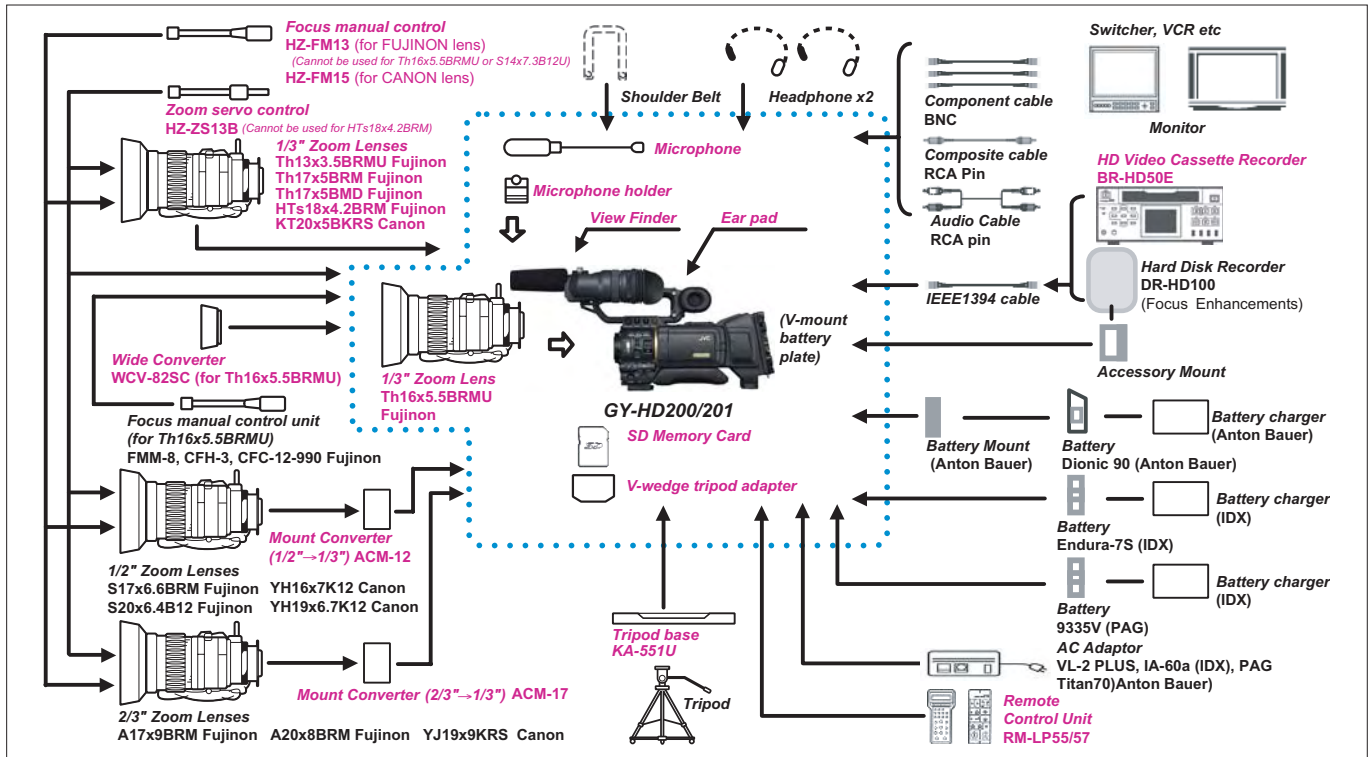 Focus manual control
HZ-FM13 (for FUJINON lens)
(Cannot be used for Th16x5.5BRMU or S14x7.3B12U)
HZ-FM15 (for CANON lens)
Zoom servo control
HZ-ZS13B (Cannot be used for HTs18x4.2BRM)
1/3" Zoom Lenses
Th13x3.5BRMU Fujinon
Th17x5BRM Fujinon
Th17x5BMD Fujinon
HTs18x4.2BRM Fujinon
KT20x5BKRS Canon
Wide Converter
WCV-82SC (for Th16x5.5BRMU)
Focus manual control unit
(for Th16x5.5BRMU)
FMM-8, CFH-3, CFC-12-990 Fujinon
Mount Converter
(1/2"→1/3") ACM-12
1/2" Zoom Lenses
S17x6.6BRM Fujinon YH16x7K12 Canon
S20x6.4B12 Fujinon YH19x6.7K12 Canon
Mount Converter (2/3"→1/3") ACM-17
2/3" Zoom Lenses
A17x9BRM Fujinon A20x8BRM Fujinon YJ19x9KRS Canon
Shoulder Belt
Headphone x2
Microphone
Microphone holder
View Finder
Ear pad
1/3" Zoom Lens
Th16x5.5BRMU
Fujinon
JVC
(V-mount
battery
plate)
GY-HD200/201
SD Memory Card
V-wedge tripod adapter
Tripod base
KA-551U
Tripod
Switcher, VCR etc
Monitor
Component cable
BNC
Composite cable
RCA Pin
Audio Cable
RCA pin
HD Video Cassette Recorder
BR-HD50E
Hard Disk Recorder
DR-HD100
(Focus Enhancements)
IEEE1394 cable
Accessory Mount
Battery Mount
(Anton Bauer)
Battery
Dionic 90 (Anton Bauer)
Battery charger
(Anton Bauer)
Battery
Endura-7S (IDX)
Battery charger
(IDX)
Battery
9335V (PAG)
Battery charger
(IDX)
AC Adaptor
VL-2 PLUS, IA-60a (IDX), PAG
Titan70)Anton Bauer)
Remote
Control Unit
RM-LP55/57